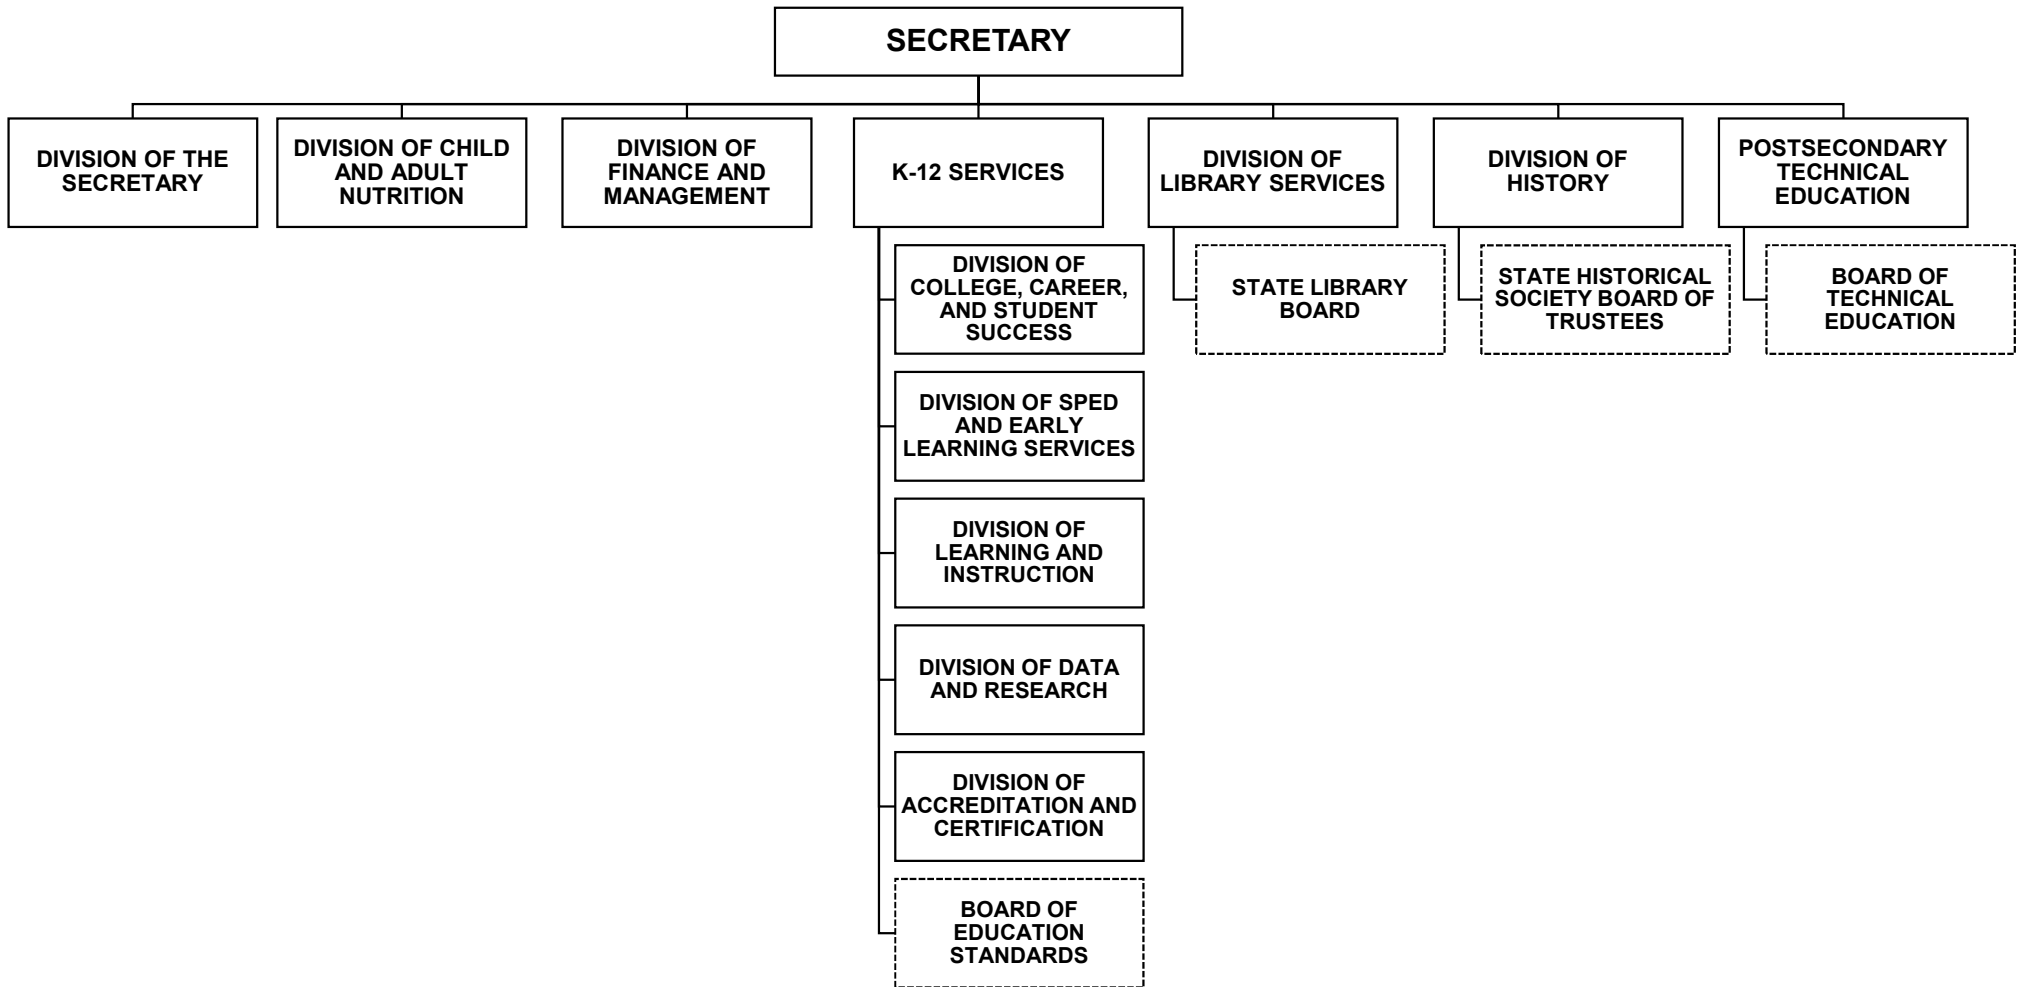 SECRETARY
DIVISION OF THE
SECRETARY
DIVISION OF CHILD
AND ADULT
NUTRITION
DIVISION OF
FINANCE AND
MANAGEMENT
K-12 SERVICES
DIVISION OF
LIBRARY SERVICES
DIVISION OF
HISTORY
POSTSECONDARY
TECHNICAL
EDUCATION
DIVISION OF
COLLEGE, CAREER,
AND STUDENT
SUCCESS
STATE LIBRARY
BOARD
STATE HISTORICAL
SOCIETY BOARD OF
TRUSTEES
BOARD OF
TECHNICAL
EDUCATION
DIVISION OF SPED
AND EARLY
LEARNING SERVICES
DIVISION OF
LEARNING AND
INSTRUCTION
DIVISION OF DATA
AND RESEARCH
DIVISION OF
ACCREDITATION AND
CERTIFICATION
BOARD OF
EDUCATION
STANDARDS